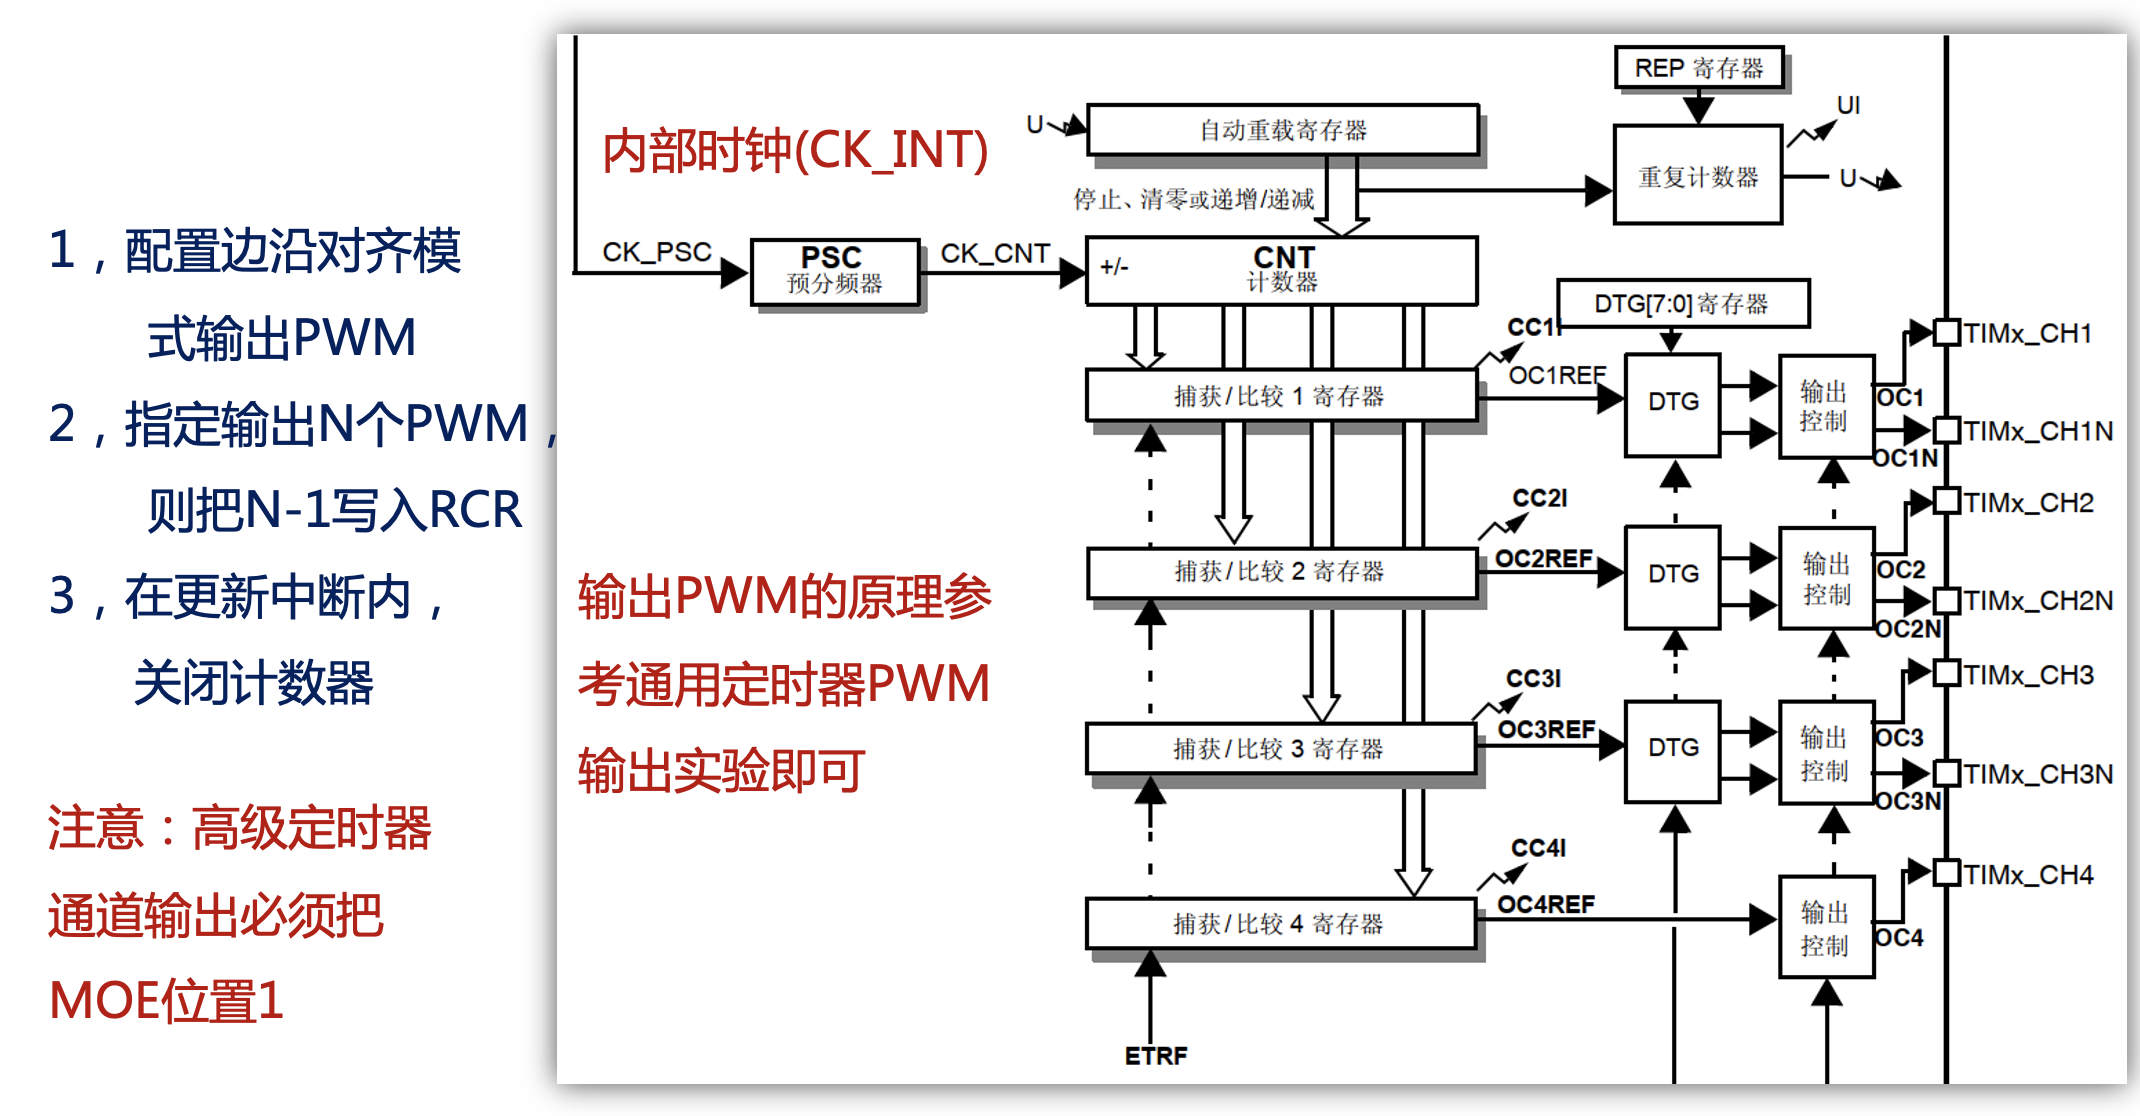 1，配置边沿对齐模
式输出PWM
2，指定输出N个PWM，
则把N-1写入RCR
3，在更新中断内，
关闭计数器
注意：高级定时器
通道输出必须把
MOE位置1
内部时钟(CK_INT)
输出PWM的原理参
考通用定时器PWM
输出实验即可
REP 寄存器
UI
U
自动重载寄存器
重复计数器
U
停止、清零或递增/递减
CK_PSC
PSC
预分频器
CK_CNT
+/-
CNT
计数器
DTG[7:0]寄存器
CC1I
OC1REF
捕获/比较 1 寄存器
DTG
输出
控制
OC1
OC1N
TIMx_CH1
TIMx_CH1N
CC2I
OC2REF
捕获/比较 2 寄存器
DTG
输出
控制
OC2
OC2N
TIMx_CH2
TIMx_CH2N
CC3I
OC3REF
捕获/比较 3 寄存器
DTG
输出
控制
OC3
OC3N
TIMx_CH3
TIMx_CH3N
CC4I
OC4REF
捕获/比较 4 寄存器
输出
控制
OC4
TIMx_CH4
ETRF